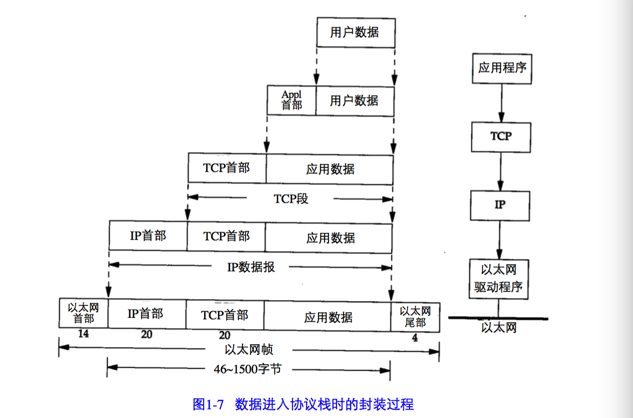 用户数据
应用程序
Appl
首部
用户数据
TCP
TCP首部
应用数据
TCP段
IP
IP首部
TCP首部
应用数据
IP数据报
以太网
驱动程序
以太网
首部
IP首部
TCP首部
应用数据
以太网
尾部
以太网
14
20
20
4
以太网帧
46~1500字节
图1-7 数据进入协议栈时的封装过程